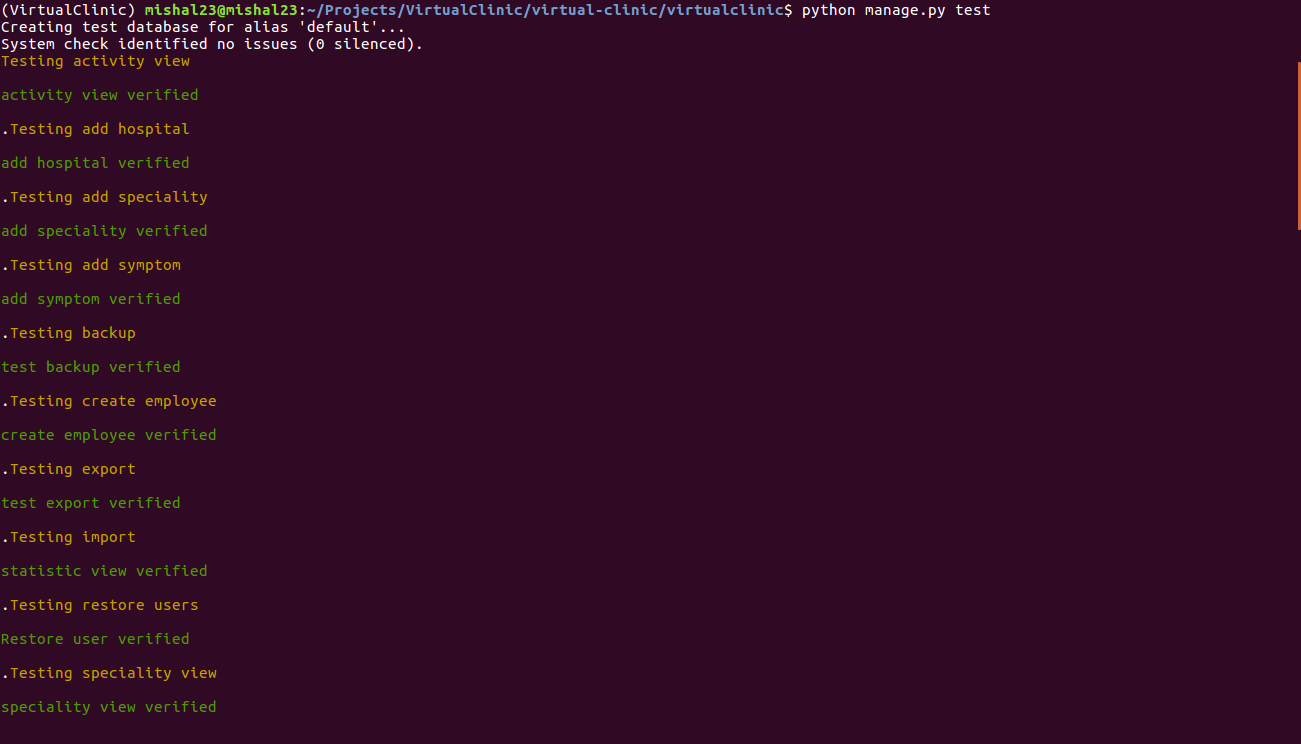 (VirtualClinic) mishal23@mishal23:~/Projects/VirtualClinic/virtual-clinic/virtualclinic$ python manage.py test
Creating test database for alias 'default'...
System check identified no issues (0 silenced).
Testing activity view
activity view verified
.Testing add hospital
add hospital verified
.Testing add speciality
add speciality verified
.Testing add symptom
add symptom verified
.Testing backup
test backup verified
.Testing create employee
create employee verified
.Testing export
test export verified
.Testing import
statistic view verified
.Testing restore users
Restore user verified
.Testing speciality view
speciality view verified